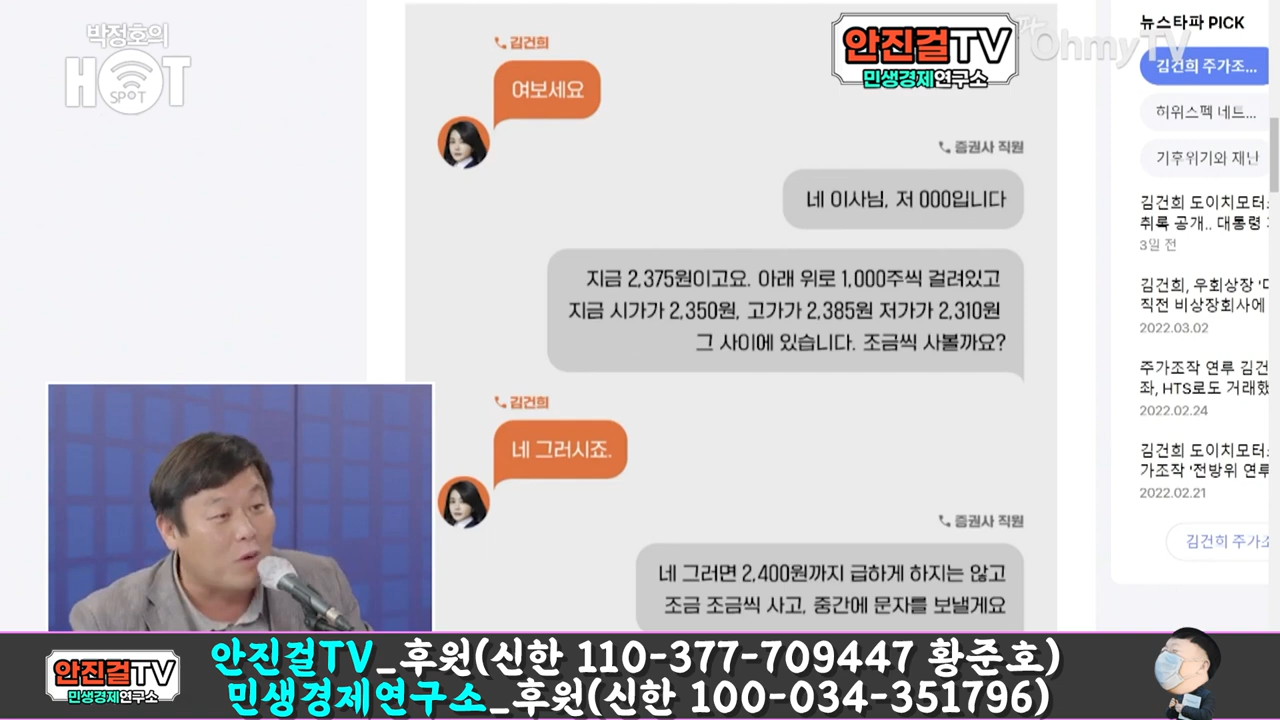 박정호의
HOT
SPOT
김건희
여보세요
증권사 직원
네 이사님, 저 000입니다
지금 2,375원이고요. 아래 위로 1,000주씩 걸려있고
지금 시가가 2,350원, 고가가 2,385원 저가가 2,310원
그 사이에 있습니다. 조금씩 사볼까요?
김건희
네 그러시죠.
증권사 직원
네 그러면 2,400원까지 급하게 하지는 않고
조금 조금씩 사고, 중간에 문자를 보낼게요
안진걸TV
민생경제연구소
OhmyTV
뉴스타파 PICK
김건희 주가조...
허위스펙 네트...
기후위기와 재난
김건희 도이치모터
취록 공개.. 대통령
3일 전
김건희, 우회상장
직전 비상장회사에
2022.03.02
주가조작 연루 김건
좌, HTS로도 거래했
2022.02.24
김건희 도이치모터
가조작 '전방위 연루
2022.02.21
김건희 주가조
안진걸TV
민생경제연구소
안진걸TV_후원(신한 110-377-709447 황준호)
민생경제연구소_후원(신한 100-034-351796)